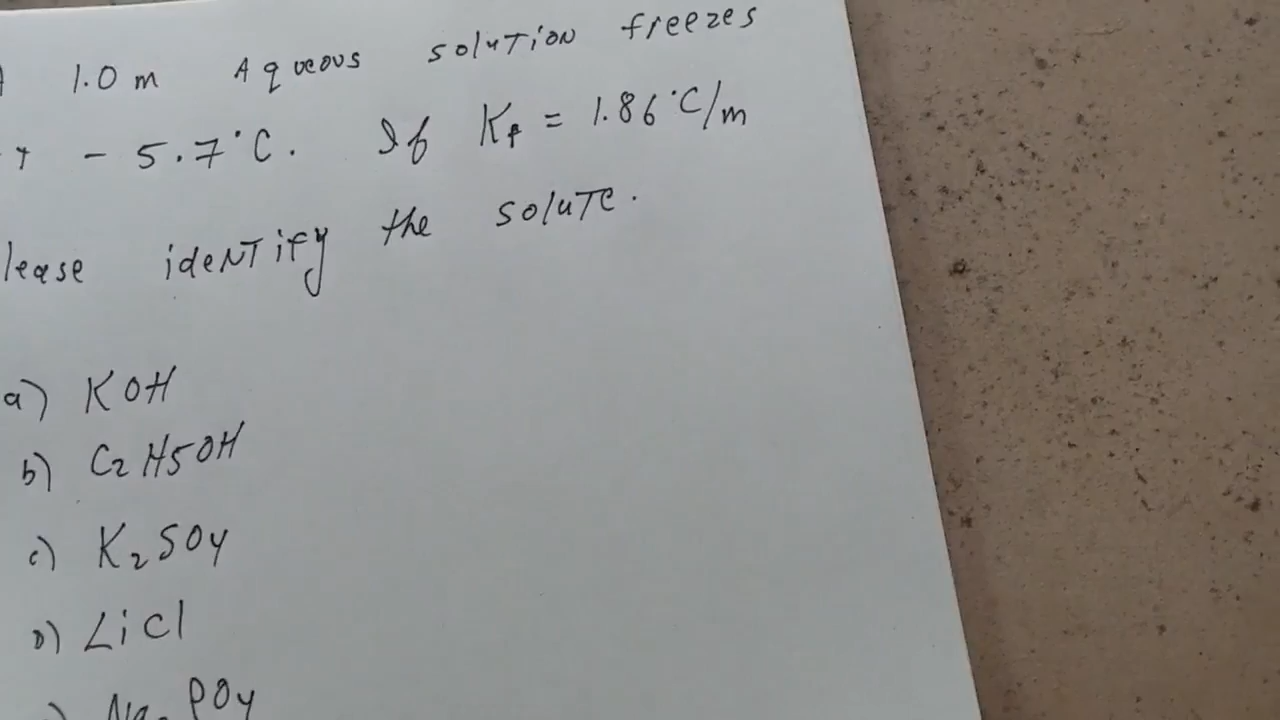 1.0 m Aqueous solution freezes
- 5.7°C. If Kf = 1.86°C/m
lease identify the solute.
a) KOH
b) C2H5OH
c) K2SO4
D) LiCl
PO4